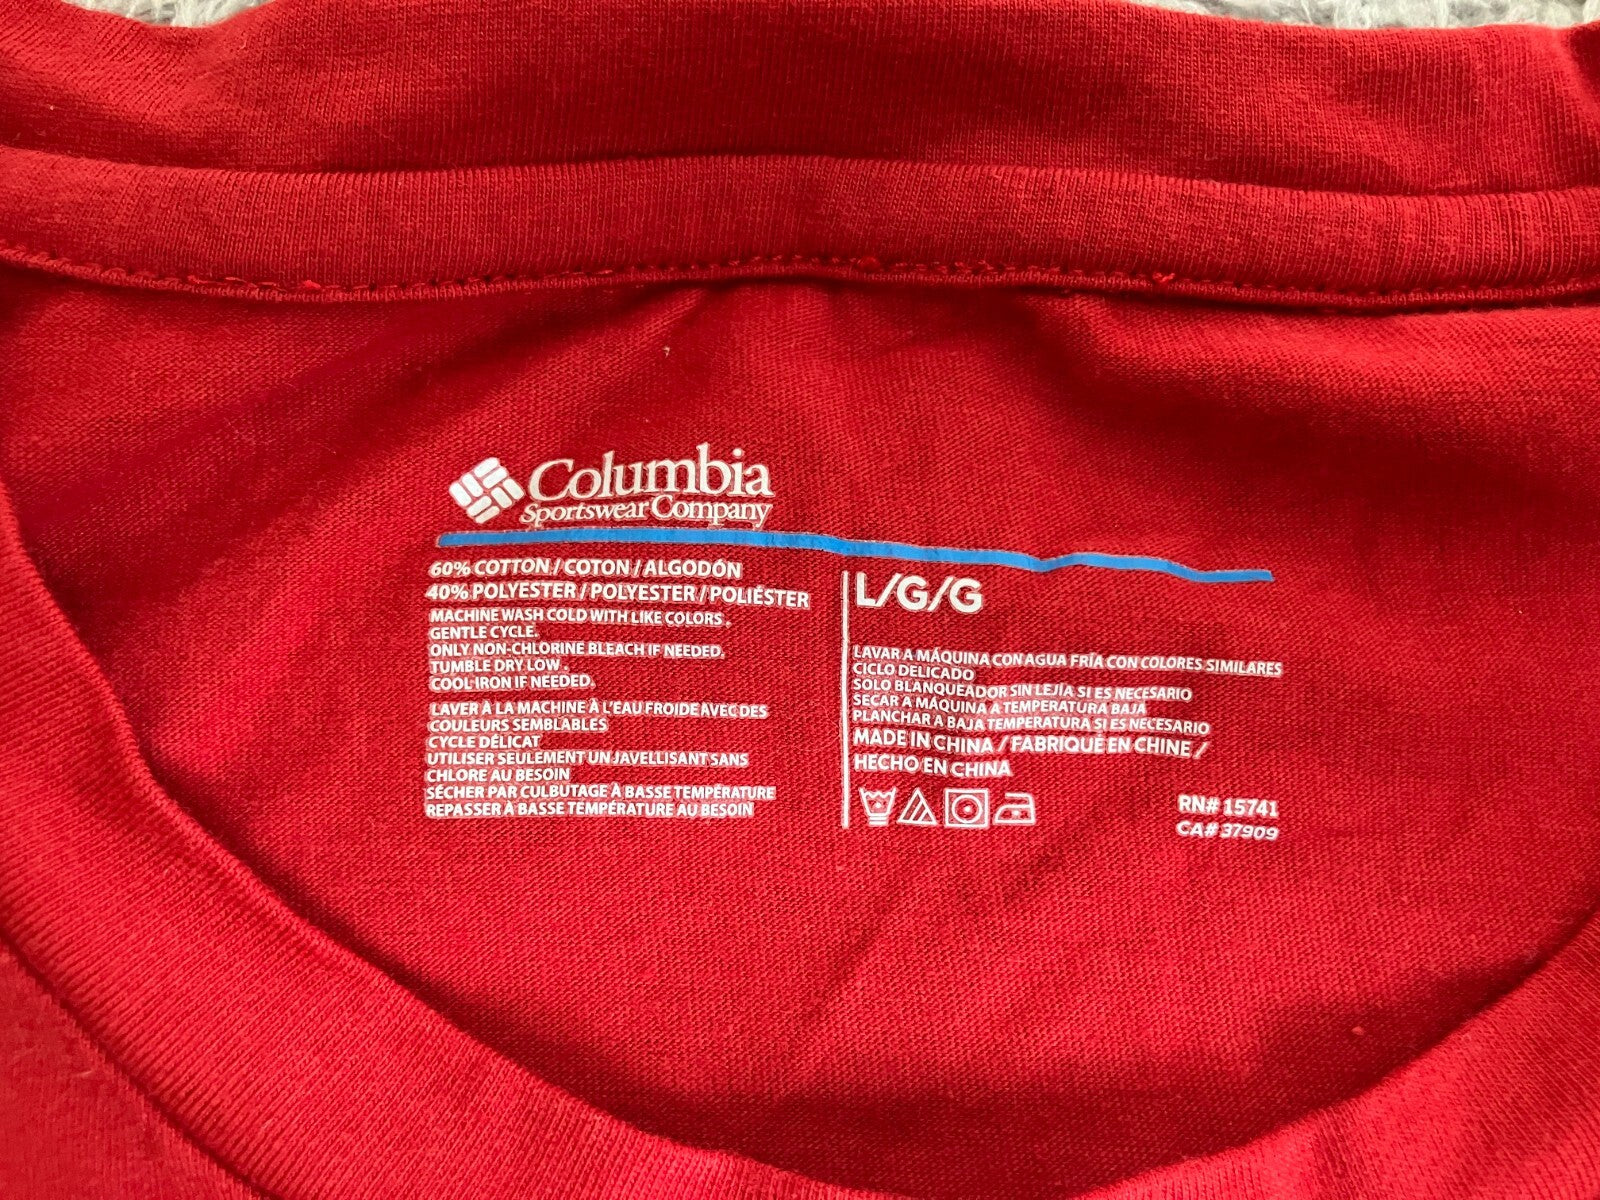 Columbia
Sportswear Company
60% COTTON / COTON / ALGODÓN
40% POLYESTER / POLYESTER / POLIÉSTER
MACHINE WASH COLD WITH LIKE COLORS .
GENTLE CYCLE.
ONLY NON-CHLORINE BLEACH IF NEEDED.
TUMBLE DRY LOW .
COOL IRON IF NEEDED.
LAVER À LA MACHINE À L'EAU FROIDE AVEC DES
COULEURS SEMBLABLES
CYCLE DÉLICAT
UTILISER SEULEMENT UN JAVELLISANT SANS
CHLORE AU BESOIN
SÉCHER PAR CULBUTAGE À BASSE TEMPÉRATURE
REPASSER À BASSE TEMPÉRATURE AU BESOIN
L/G/G
LAVAR A MÁQUINA CON AGUA FRÍA CON COLORES SIMILARES
CICLO DELICADO
SOLO BLANQUEADOR SIN LEJÍA SI ES NECESARIO
SECAR A MÁQUINA A TEMPERATURA BAJA
PLANCHAR A BAJA TEMPERATURA SI ES NECESARIO
MADE IN CHINA / FABRIQUÉ EN CHINE /
HECHO EN CHINA
RN# 15741
CA# 37909